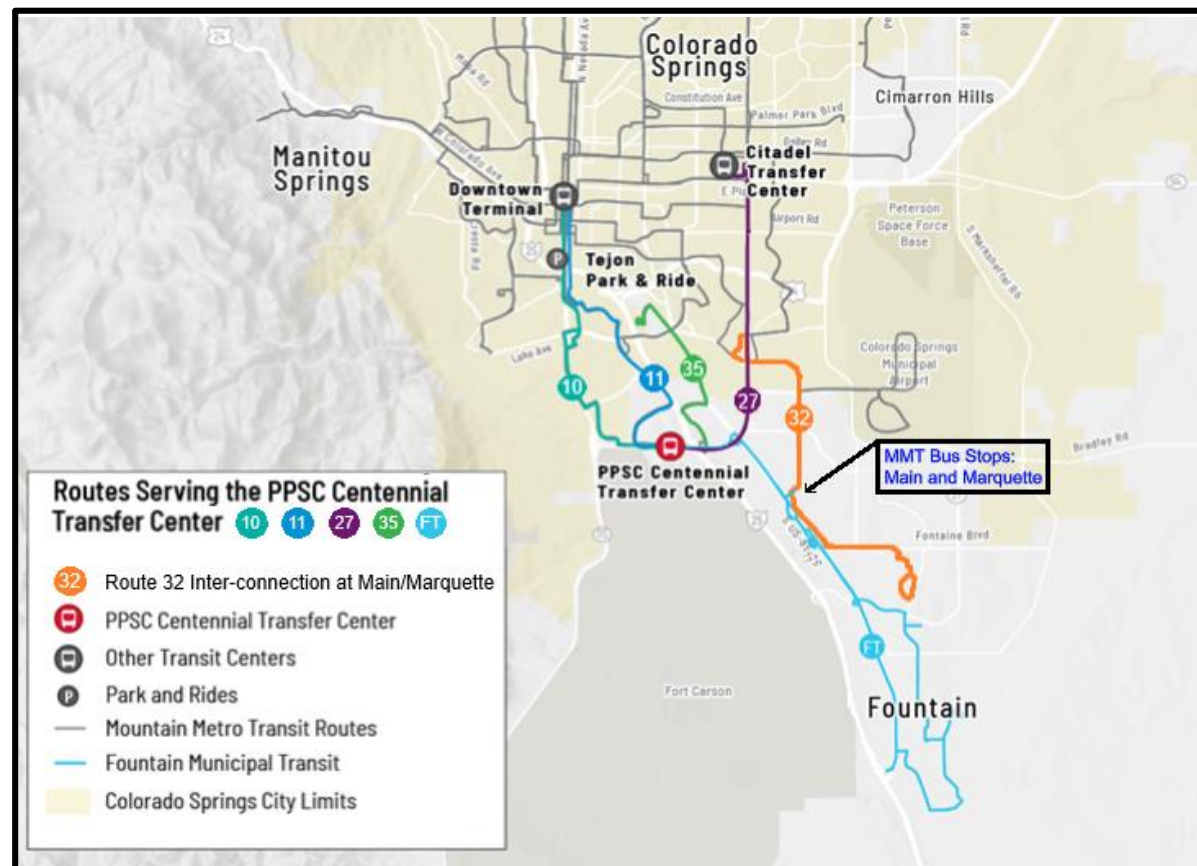 Colorado
Springs
Constitution Ave
Cimarron Hills
Palmer Park Blvd
Manitou
Springs
Citadel
Transfer
Center
Downtown
Terminal
Airport Rd
Peterson
Space Force
Base
S Marksheffel Rd
P
Tejon
Park & Ride
25
Lake Ave
Colorado Springs
Municipal
Airport
10
11
35
27
32
Bradley Rd
MMT Bus Stops:
Main and Marquette
PPSC Centennial
Transfer Center
25
Fontaine Blvd
FT
Fort Carson
Fountain
Routes Serving the PPSC Centennial
Transfer Center 10 11 27 35 FT
32 Route 32 Inter-connection at Main/Marquette
PPSC Centennial Transfer Center
Other Transit Centers
P Park and Rides
Mountain Metro Transit Routes
Fountain Municipal Transit
Colorado Springs City Limits